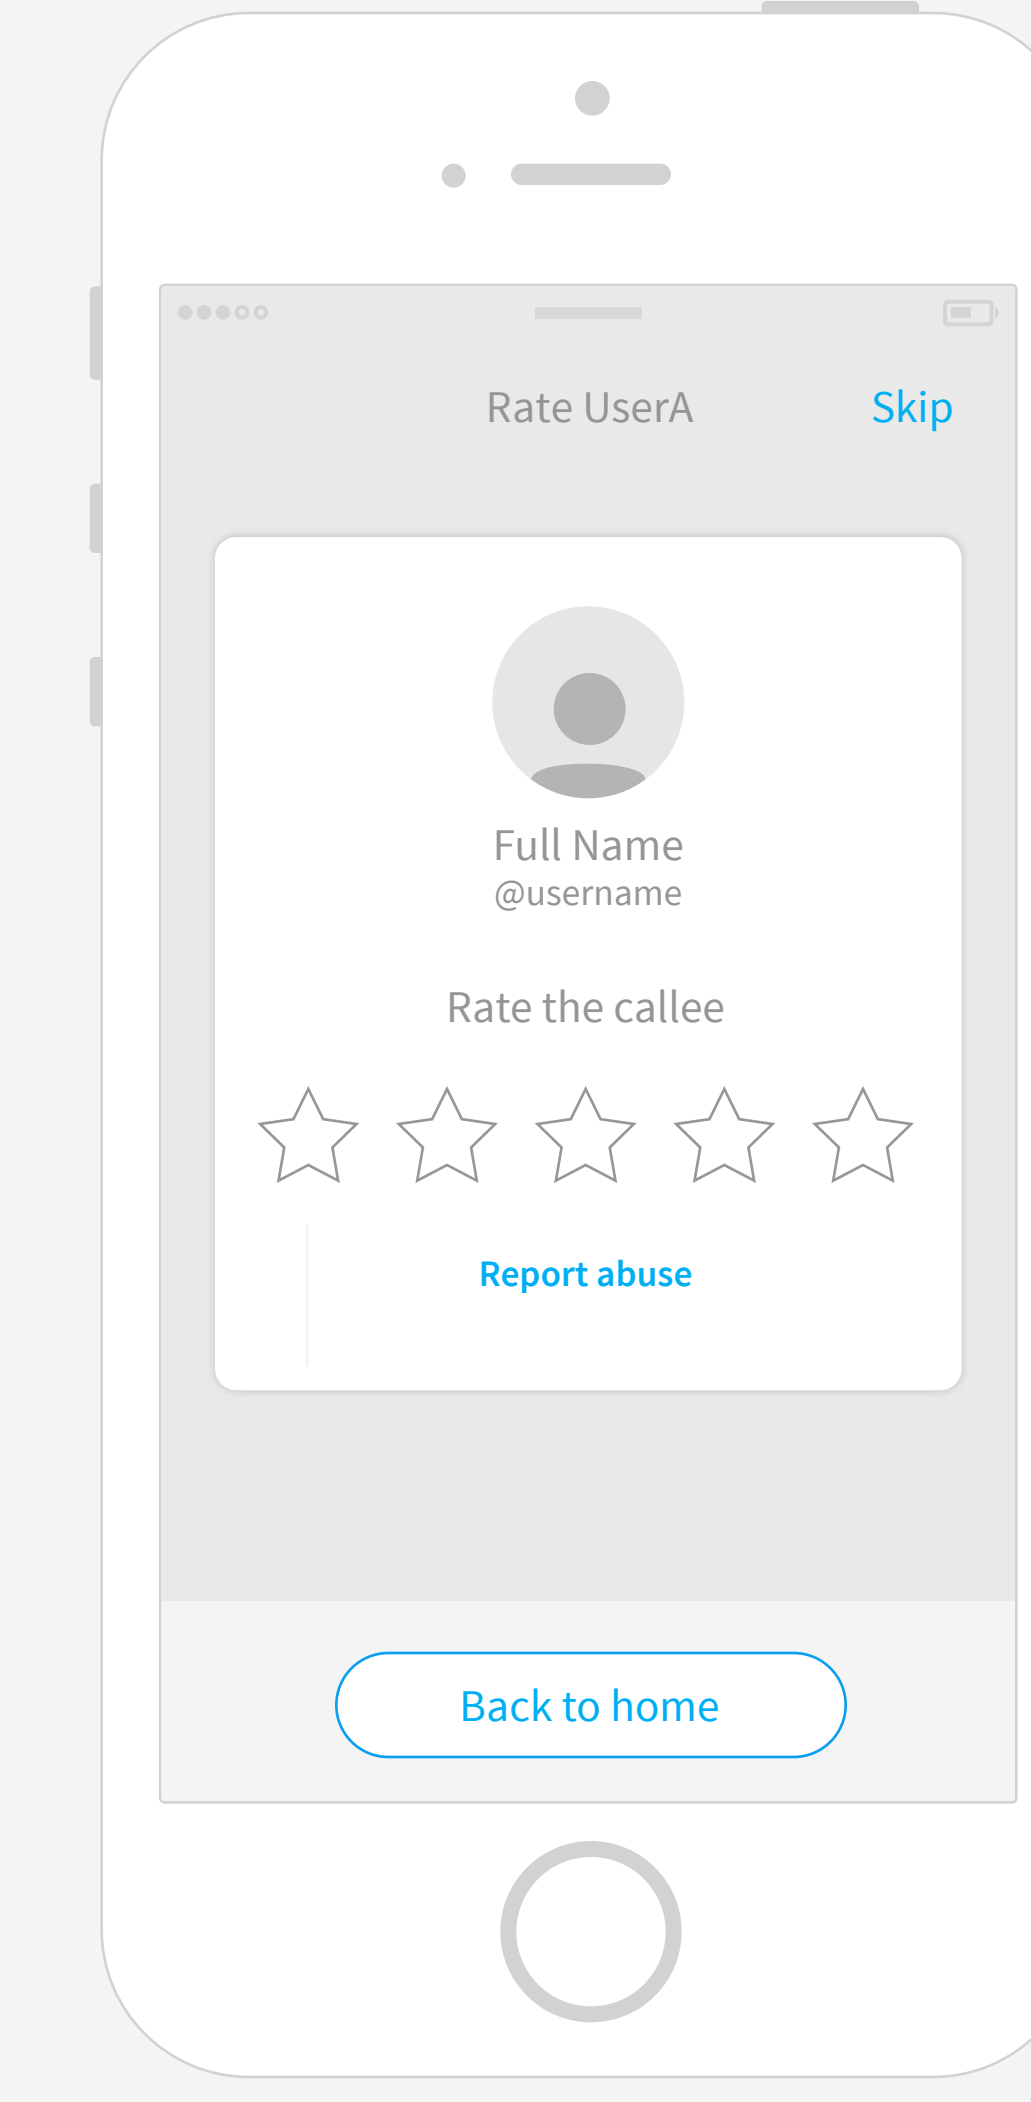 Rate UserA
Skip
Full Name
@username
Rate the callee
Report abuse
Back to home